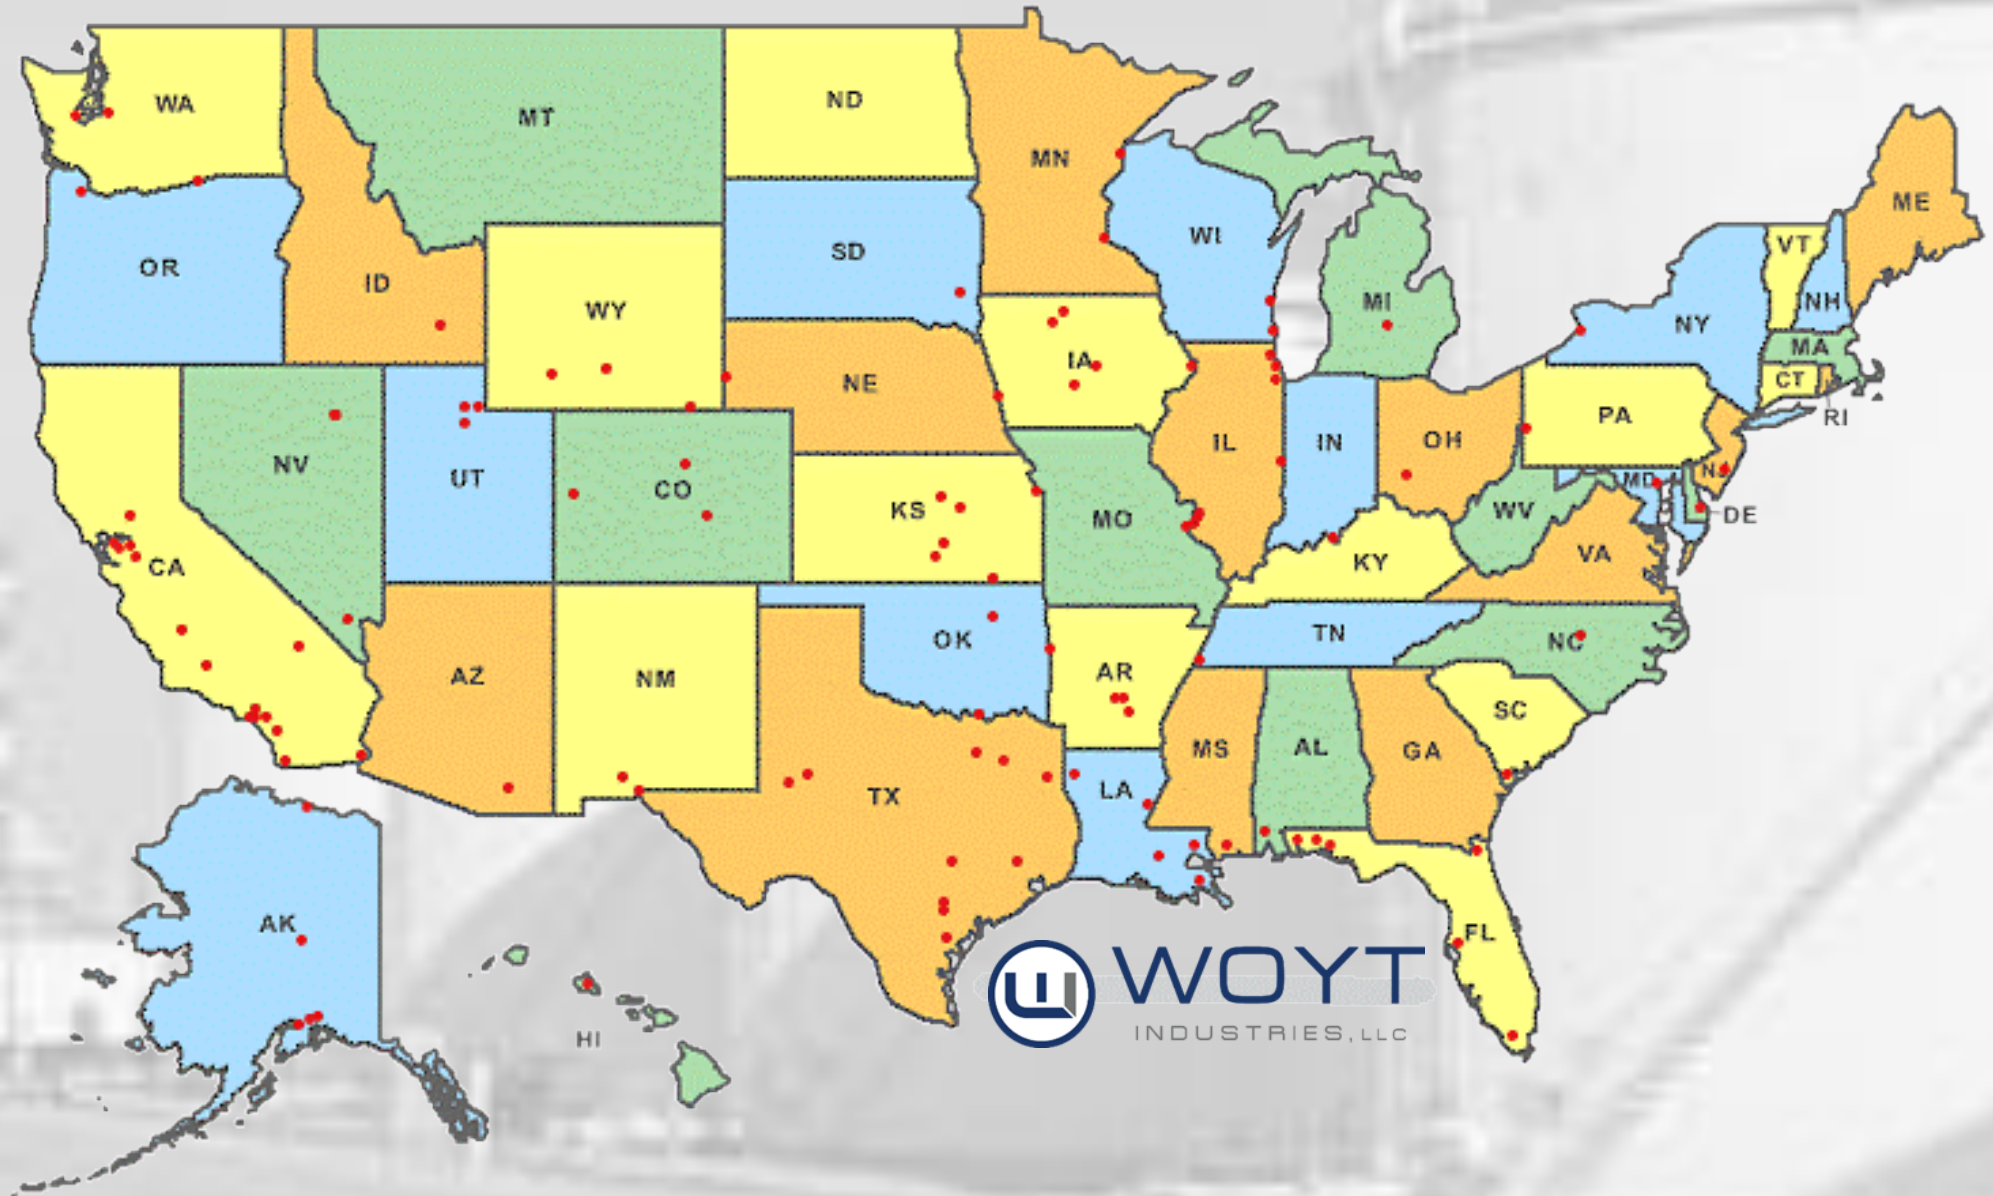 WA
MT
ND
MN
ME
OR
ID
WY
SD
WI
MI
VT
NH
NY
MA
CT
RI
NV
UT
CO
NE
IA
IL
IN
OH
PA
NJ
MD
DE
CA
KS
MO
KY
WV
VA
AZ
NM
OK
AR
TN
NC
SC
TX
LA
MS
AL
GA
FL
AK
HI
WOYT
INDUSTRIES, LLC